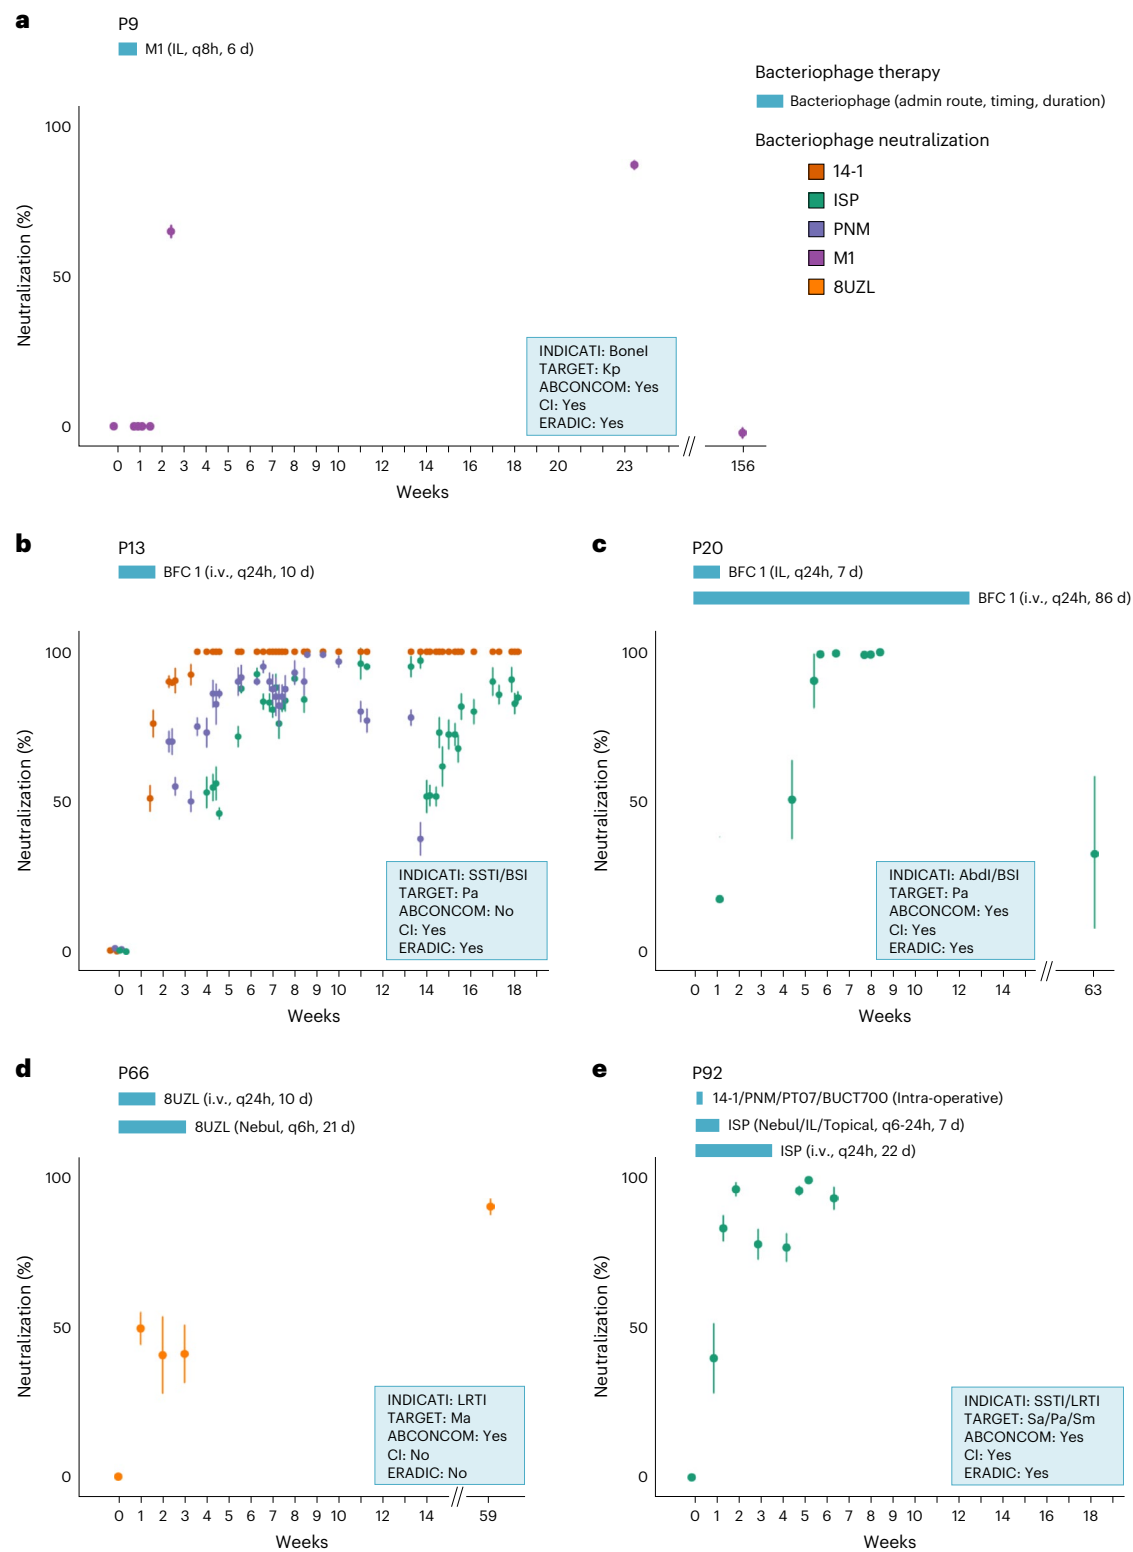 a
P9
M1 (IL, q8h, 6 d)
Bacteriophage therapy
Bacteriophage (admin route, timing, duration)
Bacteriophage neutralization
14-1
ISP
PNM
M1
8UZL
Neutralization (%)
100
50
0
INDICATI: BoneI
TARGET: Kp
ABCONCOM: Yes
CI: Yes
ERADIC: Yes
0 1 2 3 4 5 6 7 8 9 10 12 14 16 18 20 23 156
Weeks
b
P13
BFC 1 (i.v., q24h, 10 d)
Neutralization (%)
100
50
0
INDICATI: SSTI/BSI
TARGET: Pa
ABCONCOM: No
CI: Yes
ERADIC: Yes
0 1 2 3 4 5 6 7 8 9 10 12 14 16 18
Weeks
c
P20
BFC 1 (IL, q24h, 7 d)
BFC 1 (i.v., q24h, 86 d)
Neutralization (%)
100
50
0
INDICATI: AbdI/BSI
TARGET: Pa
ABCONCOM: Yes
CI: Yes
ERADIC: Yes
0 1 2 3 4 5 6 7 8 9 10 12 14 63
Weeks
d
P66
8UZL (i.v., q24h, 10 d)
8UZL (Nebul, q6h, 21 d)
Neutralization (%)
100
50
0
INDICATI: LRTI
TARGET: Ma
ABCONCOM: Yes
CI: No
ERADIC: No
0 1 2 3 4 5 6 7 8 9 10 12 14 59
Weeks
e
P92
14-1/PNM/PT07/BUCT700 (Intra-operative)
ISP (Nebul/IL/Topical, q6-24h, 7 d)
ISP (i.v., q24h, 22 d)
Neutralization (%)
100
50
0
INDICATI: SSTI/LRTI
TARGET: Sa/Pa/Sm
ABCONCOM: Yes
CI: Yes
ERADIC: Yes
0 1 2 3 4 5 6 7 8 9 10 12 14 16 18
Weeks